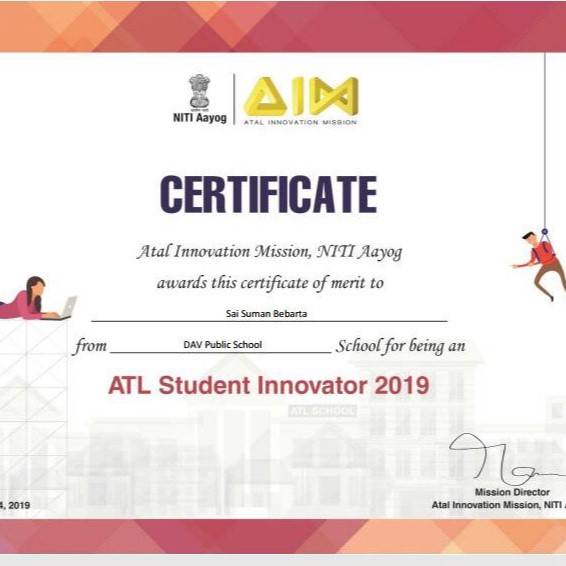 NITI Aayog
AIM
ATAL INNOVATION MISSION
CERTIFICATE
Atal Innovation Mission, NITI Aayog
awards this certificate of merit to
Sai Suman Bebarta
from DAV Public School School for being an
ATL Student Innovator 2019
ATL SCHOOL
4, 2019
Mission Director
Atal Innovation Mission, NITI